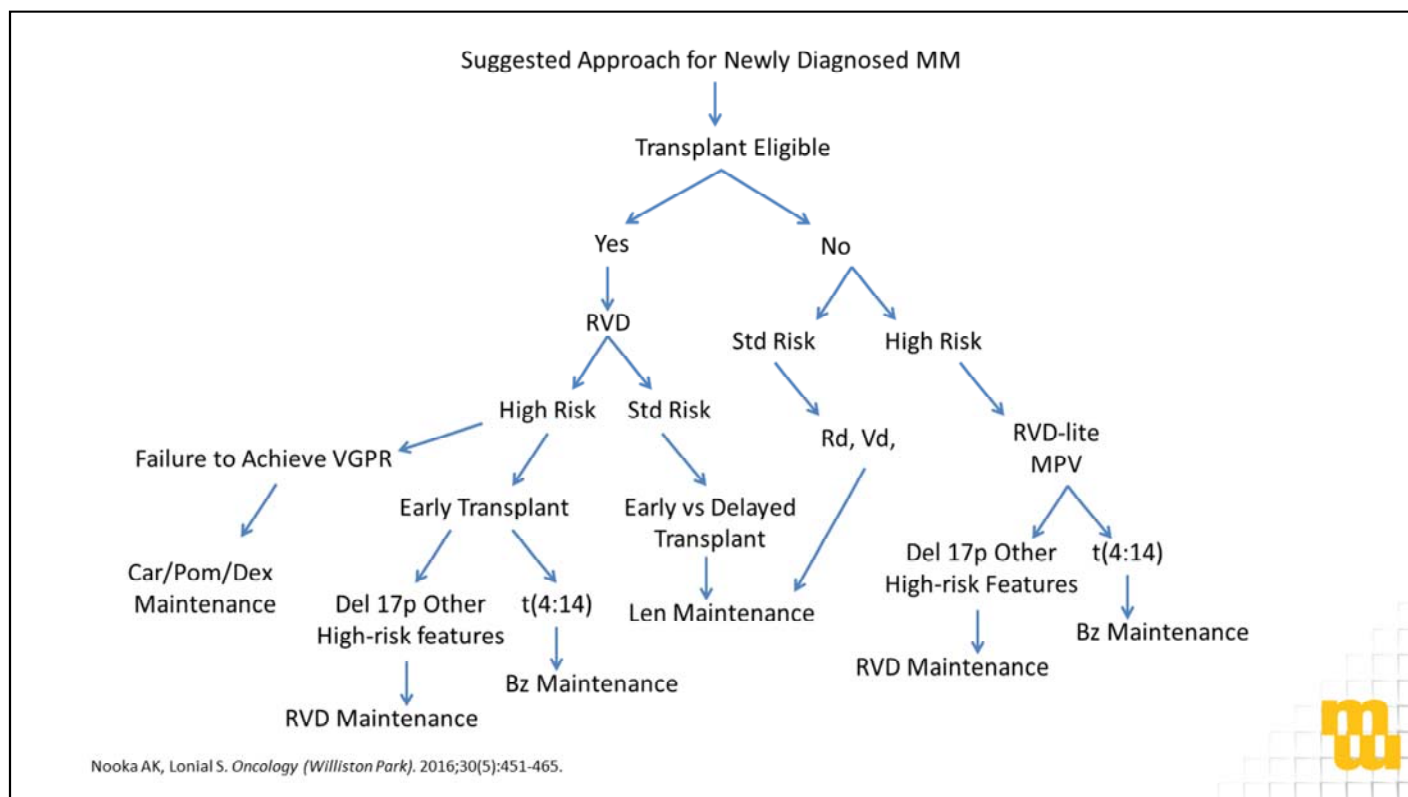 Suggested Approach for Newly Diagnosed MM
Transplant Eligible
Yes
No
RVD
Std Risk
High Risk
High Risk
Std Risk
Failure to Achieve VGPR
Rd, Vd,
RVD-lite
MPV
Early Transplant
Early vs Delayed
Transplant
Car/Pom/Dex
Maintenance
Del 17p Other
High-risk features
t(4:14)
Len Maintenance
Del 17p Other
High-risk Features
t(4:14)
RVD Maintenance
Bz Maintenance
RVD Maintenance
Bz Maintenance
Nooka AK, Lonial S. Oncology (Williston Park). 2016;30(5):451-465.